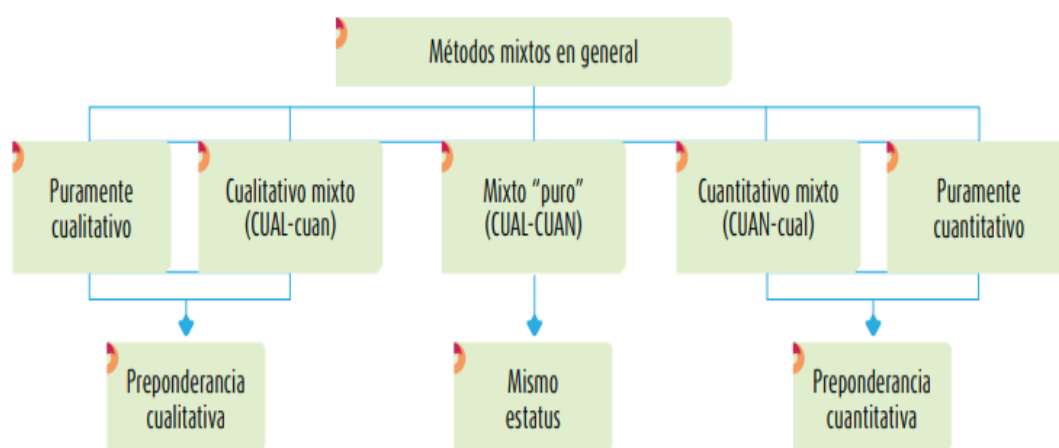 Métodos mixtos en general
Puramente
cualitativo
Cualitativo mixto
(CUAL-cuan)
Mixto “puro”
(CUAL-CUAN)
Cuantitativo mixto
(CUAN-cual)
Puramente
cuantitativo
Preponderancia
cualitativa
Mismo
estatus
Preponderancia
cuantitativa